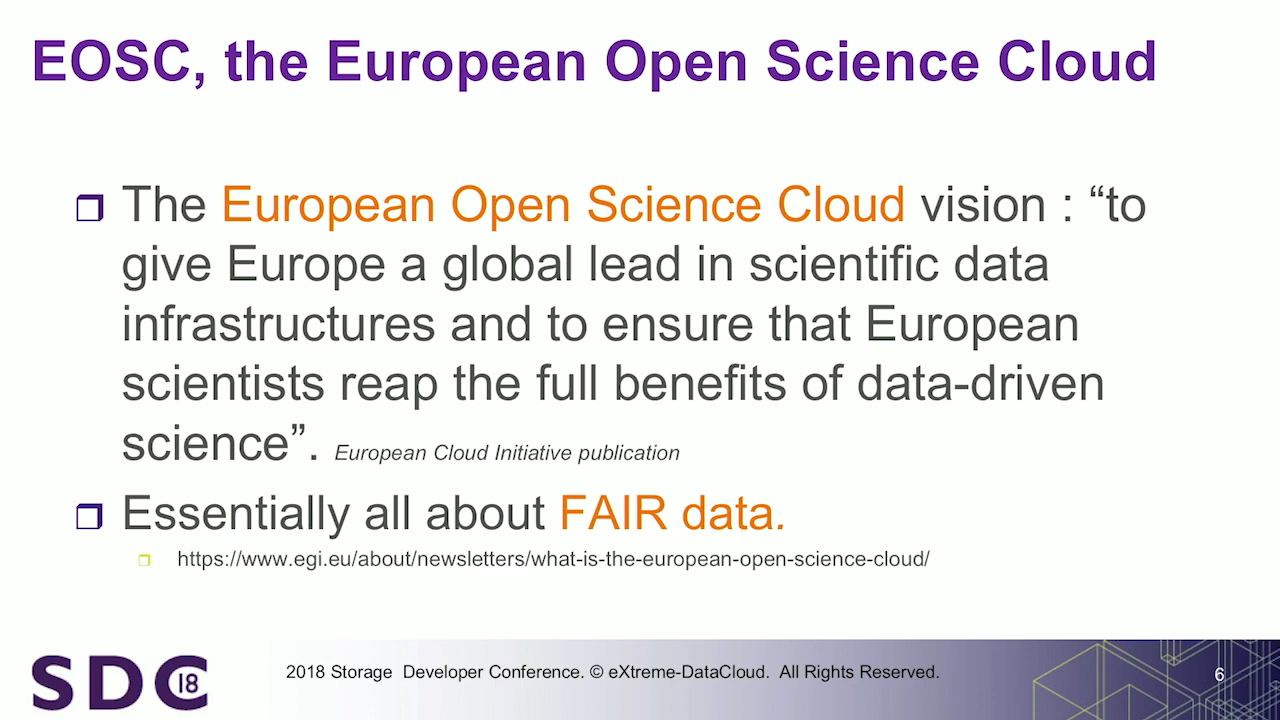 EOSC, the European Open Science Cloud
The European Open Science Cloud vision : “to
give Europe a global lead in scientific data
infrastructures and to ensure that European
scientists reap the full benefits of data-driven
science”. European Cloud Initiative publication
Essentially all about FAIR data.
https://www.egi.eu/about/newsletters/what-is-the-european-open-science-cloud/
SDC 18
2018 Storage Developer Conference. © eXtreme-DataCloud. All Rights Reserved.
6